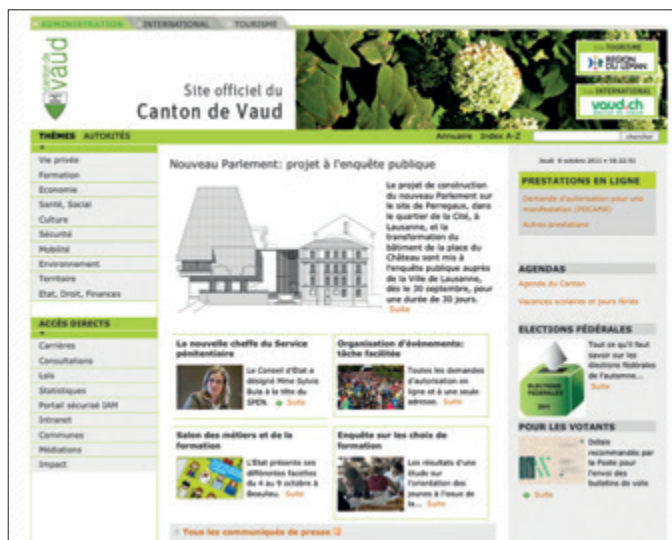 ADMINISTRATION INTERNATIONAL TOURISME
canton de
vaud
Site officiel du
Canton de Vaud
Site TOURISME
REGION
DU LEMAN
Site INTERNATIONAL
vaud.ch
THÈMES AUTORITÉS
Annuaire Index A-Z
chercher
Vie privée
Formation
Economie
Santé, Social
Culture
Sécurité
Mobilité
Environnement
Territoire
Etat, Droit, Finances
ACCÈS DIRECTS
Carrières
Consultations
Lois
Statistiques
Portail sécurisé IAM
Intranet
Communes
Médiations
Impact
Nouveau Parlement: projet à l'enquête publique
Le projet de construction
du nouveau Parlement sur
le site de Perregaux, dans
le quartier de la Cité, à
Lausanne, et la
transformation du
bâtiment de la place du
Château sont mis à
l'enquête publique auprès
de la Ville de Lausanne,
dès le 30 septembre, pour
une durée de 30 jours.
Suite
La nouvelle cheffe du Service
pénitentiaire
Le Conseil d'Etat a
désigné Mme Sylvie
Bula à la tête du
SPEN. Suite
Organisation d'évènements:
tâche facilitée
Toutes les demandes
d'autorisation en
ligne et à une seule
adresse. Suite
Salon des métiers et de la
formation
L'Etat présente ses
différentes facettes
du 4 au 9 octobre à
Beaulieu. Suite
Enquête sur les choix de
formation
Les résultats d'une
étude sur
l'orientation des
jeunes à l'issue de
la... Suite
Tous les communiqués de presse
Jeudi 6 octobre 2011
PRESTATIONS EN LIGNE
Demande d'autorisation pour une
manifestation (POCAMA)
Autres prestations
AGENDAS
Agenda du Canton
Vacances scolaires et jours fériés
ELECTIONS FÉDÉRALES
ELECTIONS
FÉDÉRALES
2011
Tout ce qu'il faut
savoir sur les
élections fédérales
de l'automne...
Suite
POUR LES VOTANTS
Délais
recommandés par
la Poste pour
l'envoi des
bulletins de vote
Suite